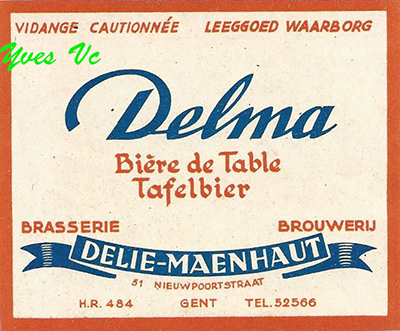 VIDANGE CAUTIONNÉE LEEGGOED WAARBORG
Yves Vc
Delma
Bière de Table
Tafelbier
BRASSERIE BROUWERIJ
DELIE-MAENHAUT
51 NIEUWPOORTSTRAAT
H.R. 484 GENT TEL. 52566